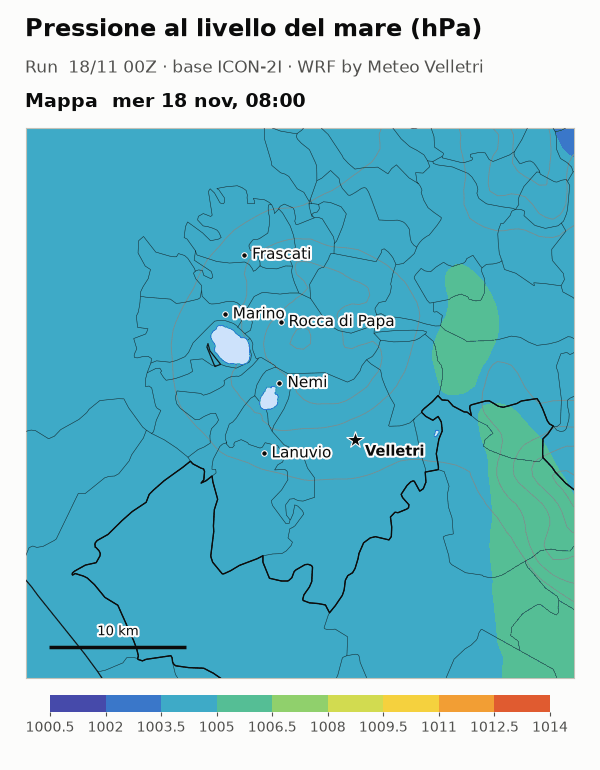 Pressione al livello del mare (hPa)
Run  18/11 00Z · base ICON-2I · WRF by Meteo Velletri
Mappa  mer 18 nov, 08:00
Frascati
Marino
Rocca di Papa
Nemi
Velletri
Lanuvio
10 km
1000.5 1002 1003.5 1005 1006.5 1008 1009.5 1011 1012.5 1014